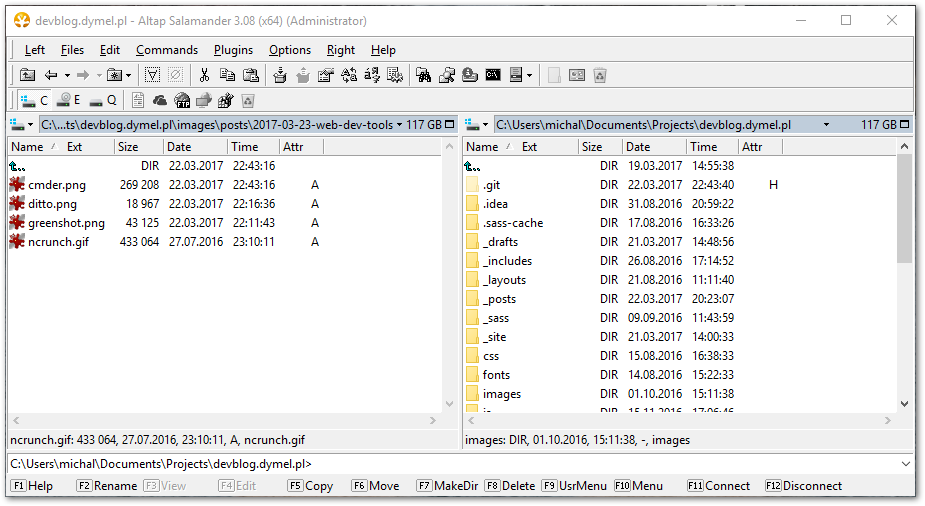 devblog.dymel.pl - Altap Salamander 3.08 (x64) (Administrator)
Left Files Edit Commands Plugins Options Right Help
C E Q
C:\...ts\devblog.dymel.pl\images\posts\2017-03-23-web-dev-tools 117 GB
Name Ext Size Date Time Attr
.. DIR 22.03.2017 22:43:16
cmder.png 269 208 22.03.2017 22:43:16 A
ditto.png 18 967 22.03.2017 22:16:36 A
greenshot.png 43 125 22.03.2017 22:11:43 A
ncrunch.gif 433 064 27.07.2016 23:10:11 A
ncrunch.gif: 433 064, 27.07.2016, 23:10:11, A, ncrunch.gif
C:\Users\michal\Documents\Projects\devblog.dymel.pl 117 GB
Name Ext Size Date Time Attr
.. DIR 19.03.2017 14:55:38
.git DIR 22.03.2017 22:43:40 H
.idea DIR 31.08.2016 20:59:22
.sass-cache DIR 17.08.2016 16:33:26
_drafts DIR 21.03.2017 14:48:56
_includes DIR 26.08.2016 17:14:52
_layouts DIR 21.08.2016 11:11:40
_posts DIR 22.03.2017 20:23:07
_sass DIR 09.09.2016 11:43:59
_site DIR 21.03.2017 14:00:33
css DIR 15.08.2016 16:38:33
fonts DIR 14.08.2016 15:22:33
images DIR 01.10.2016 15:11:38
js DIR 15.11.2016 17:06:46
images: DIR, 01.10.2016, 15:11:38, -, images
C:\Users\michal\Documents\Projects\devblog.dymel.pl>
F1 Help F2 Rename F3 View F4 Edit F5 Copy F6 Move F7 MakeDir F8 Delete F9 UsrMenu F10 Menu F11 Connect F12 Disconnect